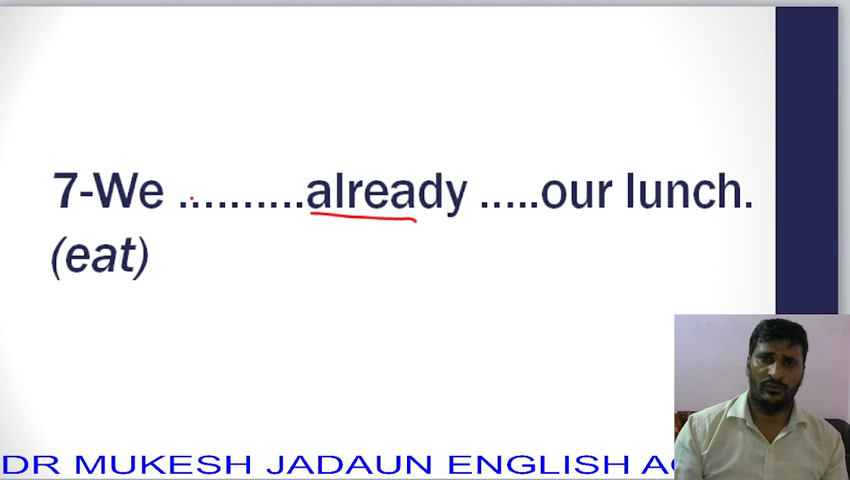 7-We ..........already .....our lunch.
(eat)
DR MUKESH JADAUN ENGLISH